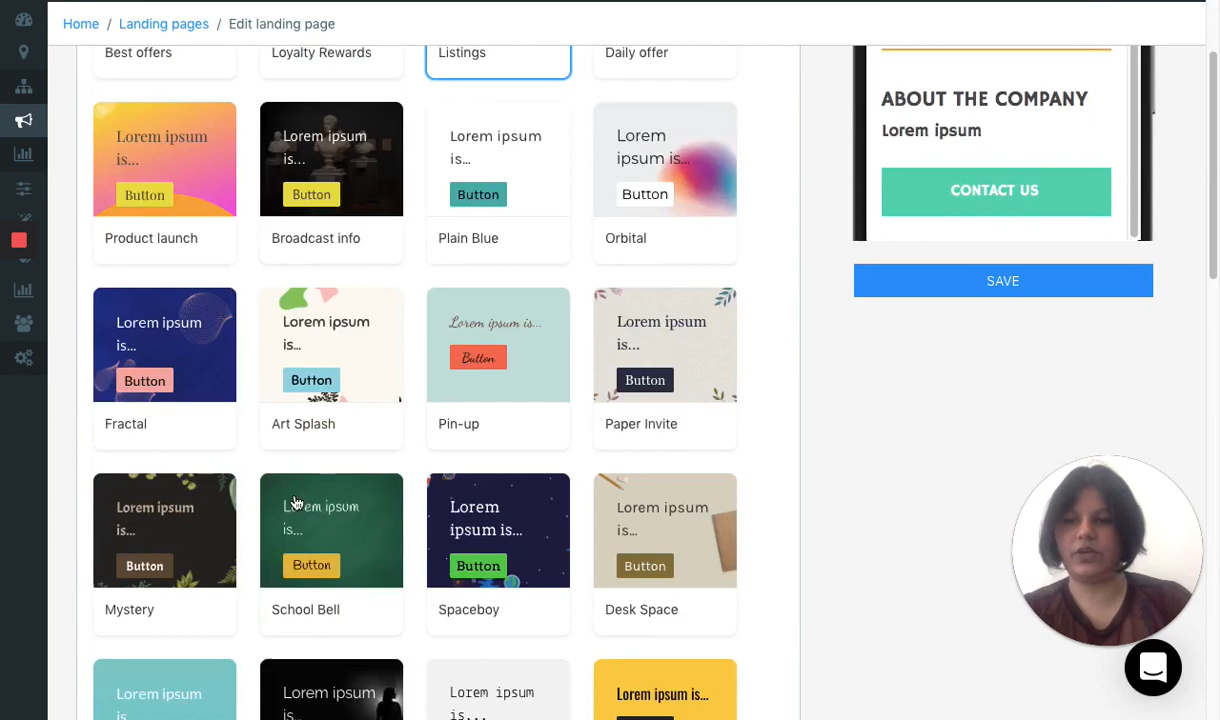 Home / Landing pages / Edit landing page
Best offers
Loyalty Rewards
Listings
Daily offer
Lorem ipsum
is...
Button
Product launch
Lorem ipsum
is...
Button
Broadcast info
Lorem ipsum
is...
Button
Plain Blue
Lorem
ipsum is...
Button
Orbital
Lorem ipsum
is...
Button
Fractal
Lorem ipsum
is...
Button
Art Splash
Lorem ipsum is...
Button
Pin-up
Lorem ipsum
is...
Button
Paper Invite
Lorem ipsum
is...
Button
Mystery
Lorem ipsum
is...
Button
School Bell
Lorem
ipsum is...
Button
Spaceboy
Lorem ipsum
is...
Button
Desk Space
Lorem ipsum
is...
Lorem ipsum
is...
Lorem ipsum
is...
Lorem ipsum is...
ABOUT THE COMPANY
Lorem ipsum
CONTACT US
SAVE